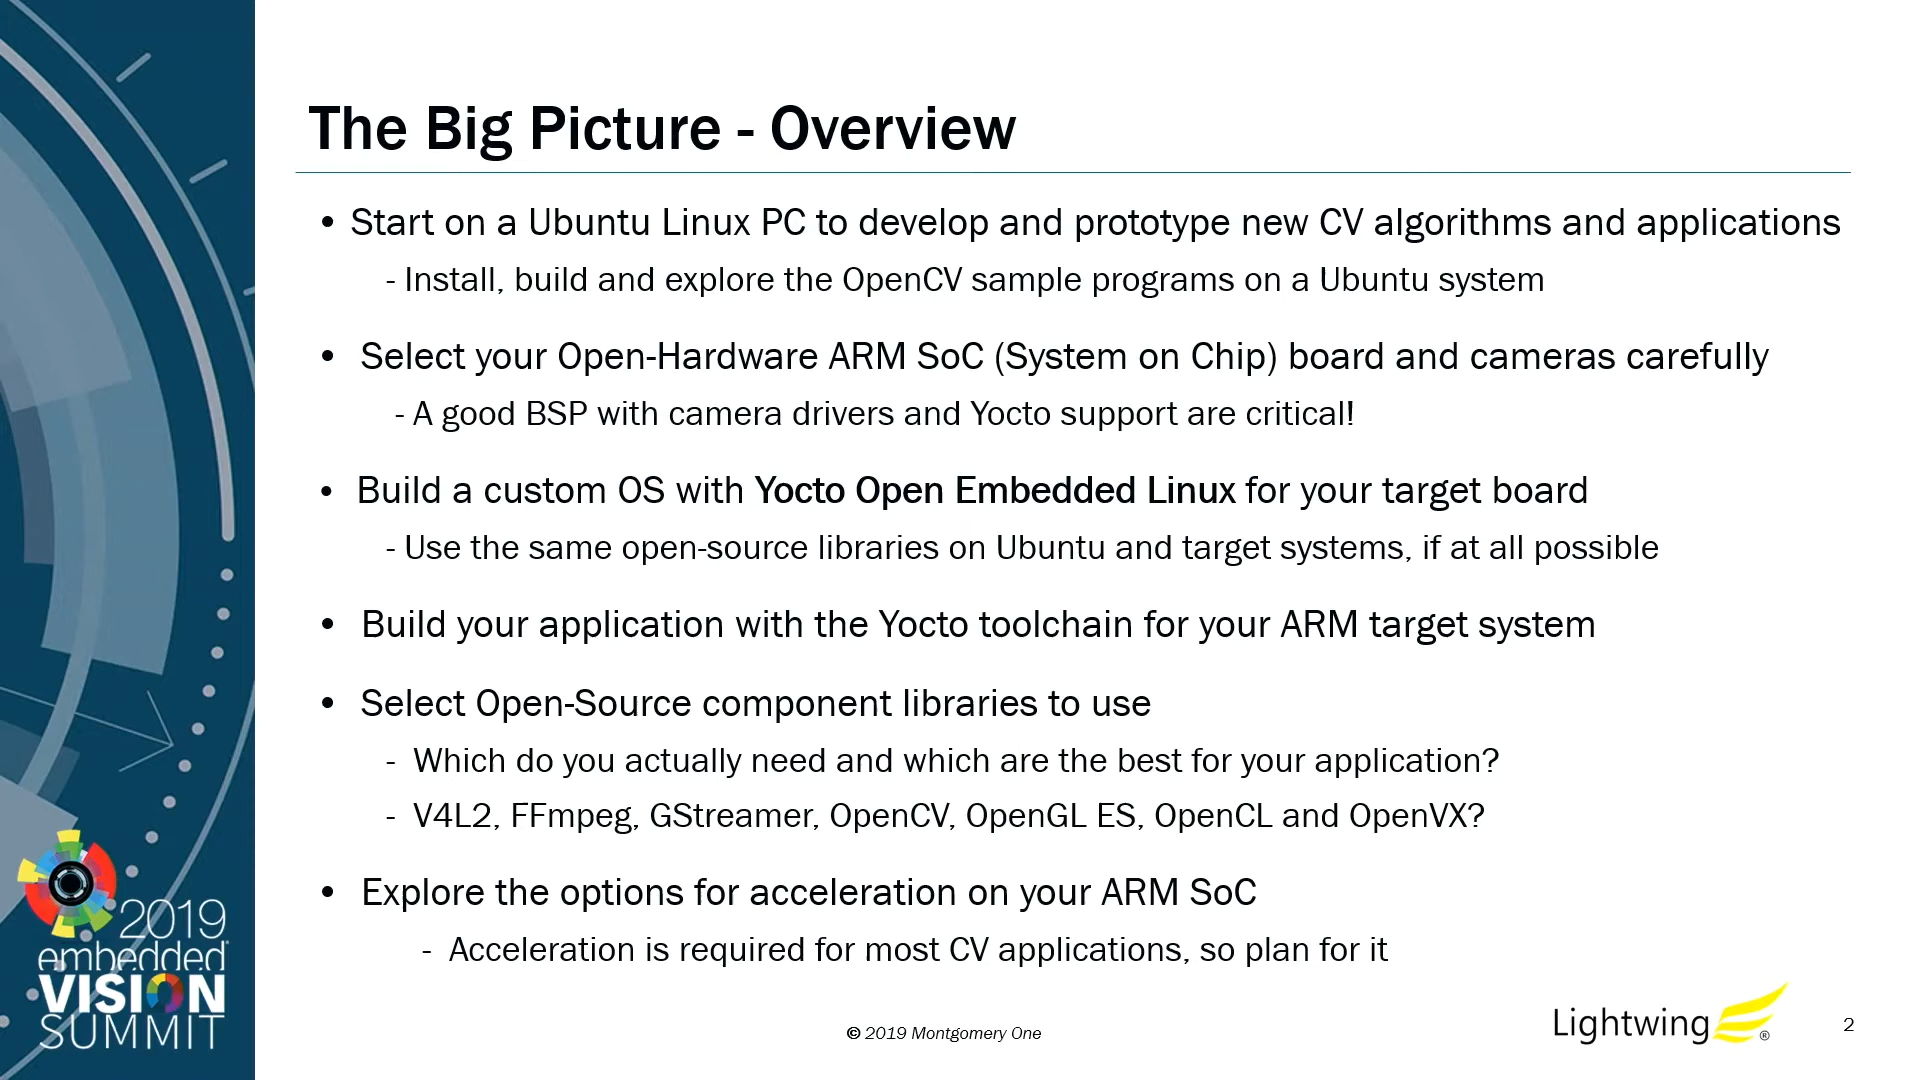 The Big Picture - Overview
• Start on a Ubuntu Linux PC to develop and prototype new CV algorithms and applications
- Install, build and explore the OpenCV sample programs on a Ubuntu system
• Select your Open-Hardware ARM SoC (System on Chip) board and cameras carefully
- A good BSP with camera drivers and Yocto support are critical!
• Build a custom OS with Yocto Open Embedded Linux for your target board
- Use the same open-source libraries on Ubuntu and target systems, if at all possible
• Build your application with the Yocto toolchain for your ARM target system
• Select Open-Source component libraries to use
- Which do you actually need and which are the best for your application?
- V4L2, FFmpeg, GStreamer, OpenCV, OpenGL ES, OpenCL and OpenVX?
• Explore the options for acceleration on your ARM SoC
- Acceleration is required for most CV applications, so plan for it
2019
embedded
VISION
SUMMIT
© 2019 Montgomery One
Lightwing®
2